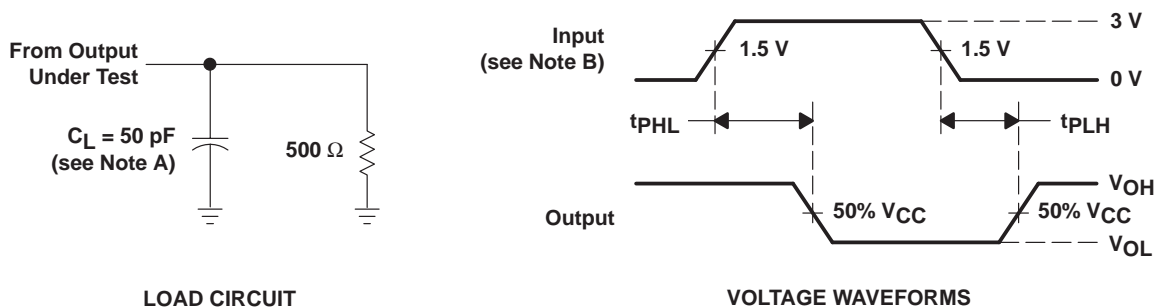 From Output
Under Test
CL = 50 pF
(see Note A)
500 Ω
LOAD CIRCUIT
Input
(see Note B)
1.5 V
1.5 V
3 V
0 V
tPHL
tPLH
Output
50% VCC
50% VCC
VOH
VOL
VOLTAGE WAVEFORMS